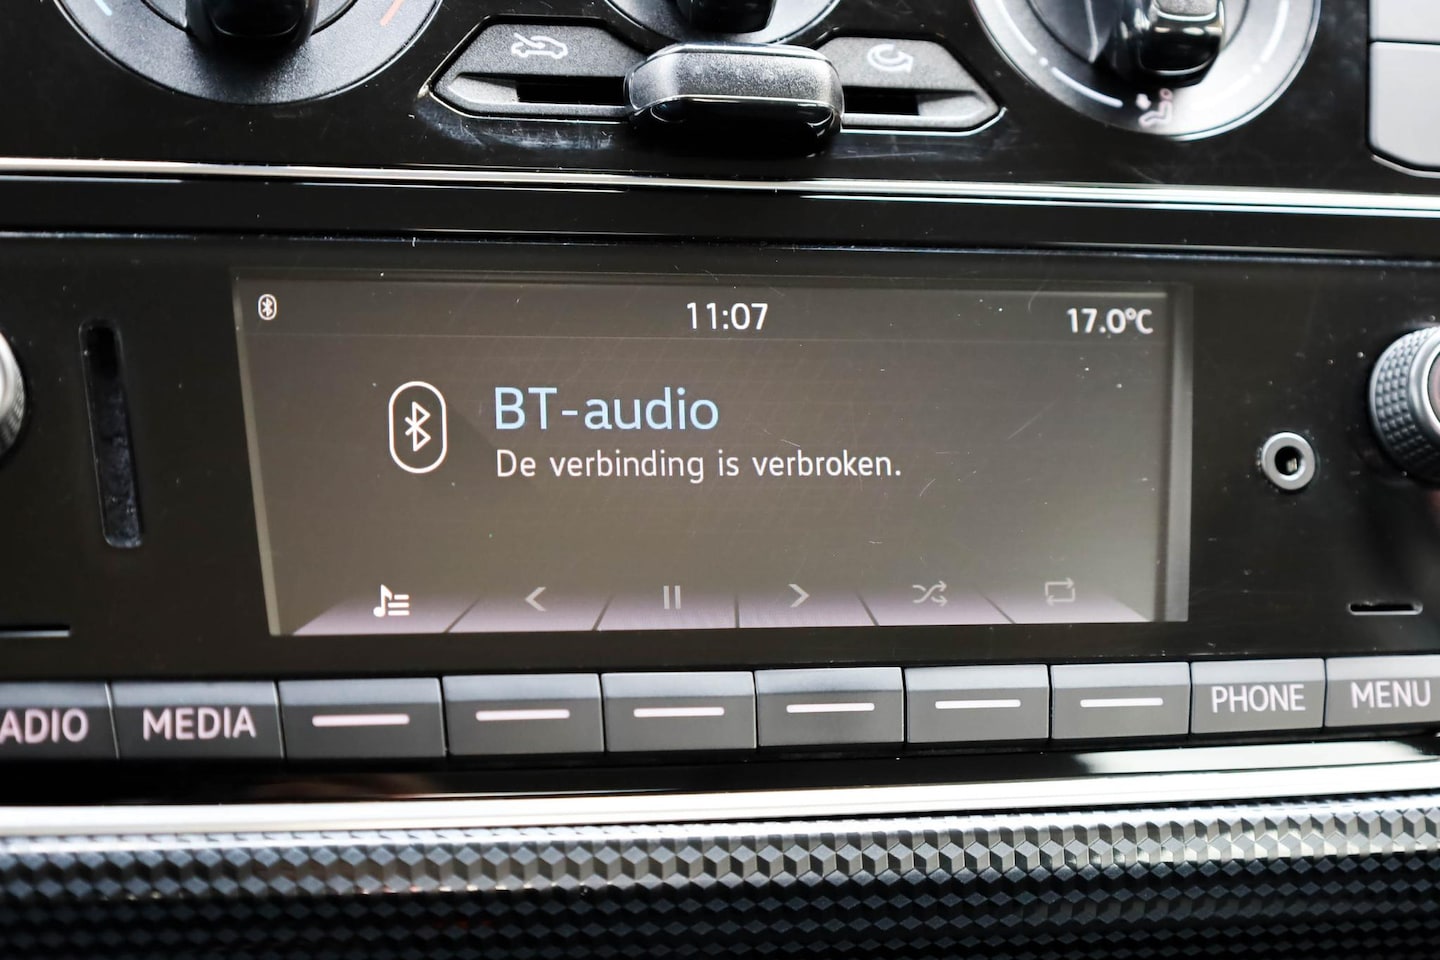 11:07
17.0°C
BT-audio
De verbinding is verbroken.
ADIO
MEDIA
PHONE
MENU